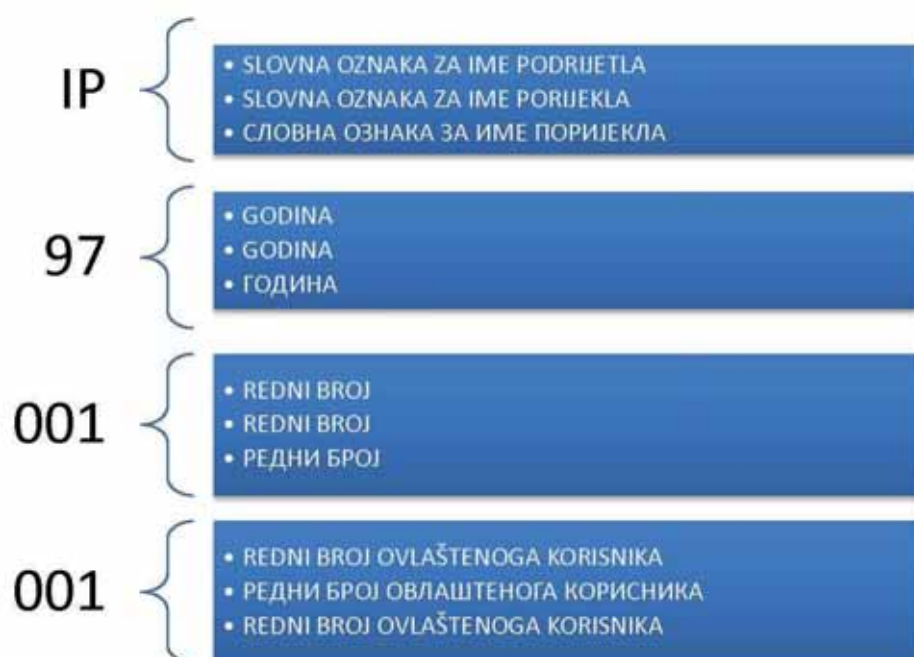 IP
• SLOVNA OZNAKA ZA IME PODRIJETLA
• SLOVNA OZNAKA ZA IME PORIJEKLA
• СЛОВНА ОЗНАКА ЗА ИМЕ ПОРИЈЕКЛА
97
• GODINA
• GODINA
• ГОДИНА
001
• REDNI BROJ
• REDNI BROJ
• РЕДНИ БРОЈ
001
• REDNI BROJ OVLAŠTENOGA KORISNIKA
• РЕДНИ БРОЈ ОВЛАШТЕНОГА КОРИСНИКА
• REDNI BROJ OVLAŠTENOGA KORISNIKA